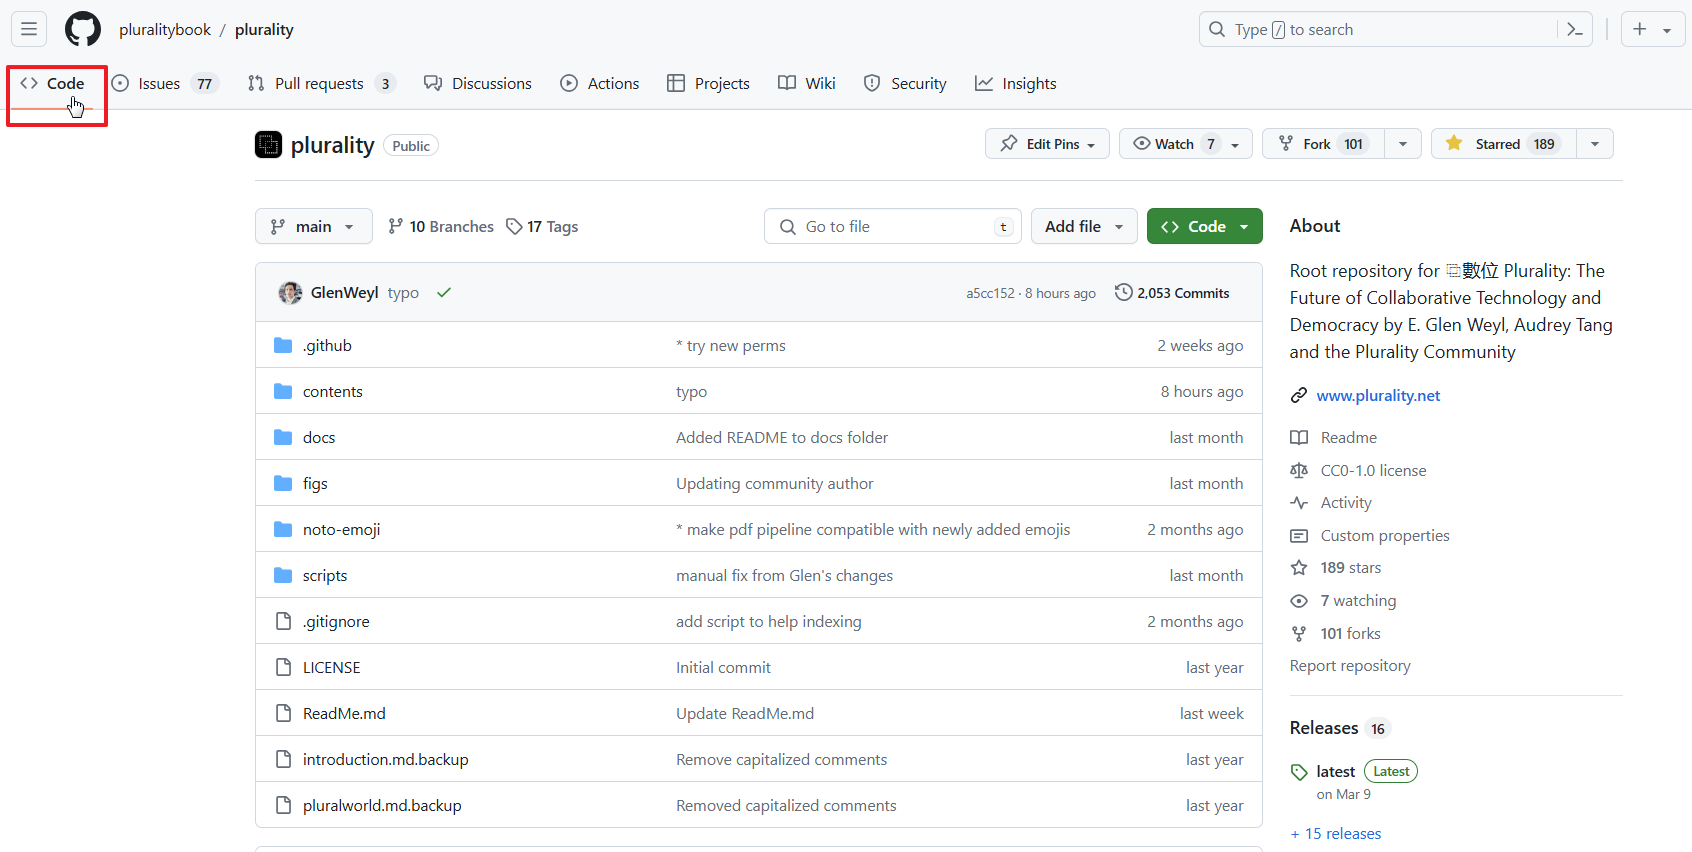 pluralitybook / plurality
Type / to search
Code
Issues 77
Pull requests 3
Discussions
Actions
Projects
Wiki
Security
Insights
plurality Public
Edit Pins
Watch 7
Fork 101
Starred 189
main
10 Branches
17 Tags
Go to file t
Add file
Code
GlenWeyl typo
a5cc152 · 8 hours ago
2,053 Commits
.github * try new perms 2 weeks ago
contents typo 8 hours ago
docs Added README to docs folder last month
figs Updating community author last month
noto-emoji * make pdf pipeline compatible with newly added emojis 2 months ago
scripts manual fix from Glen's changes last month
.gitignore add script to help indexing 2 months ago
LICENSE Initial commit last year
ReadMe.md Update ReadMe.md last week
introduction.md.backup Remove capitalized comments last year
pluralworld.md.backup Removed capitalized comments last year
About
Root repository for ⿻數位 Plurality: The
Future of Collaborative Technology and
Democracy by E. Glen Weyl, Audrey Tang
and the Plurality Community
www.plurality.net
Readme
CC0-1.0 license
Activity
Custom properties
189 stars
7 watching
101 forks
Report repository
Releases 16
latest Latest
on Mar 9
+ 15 releases